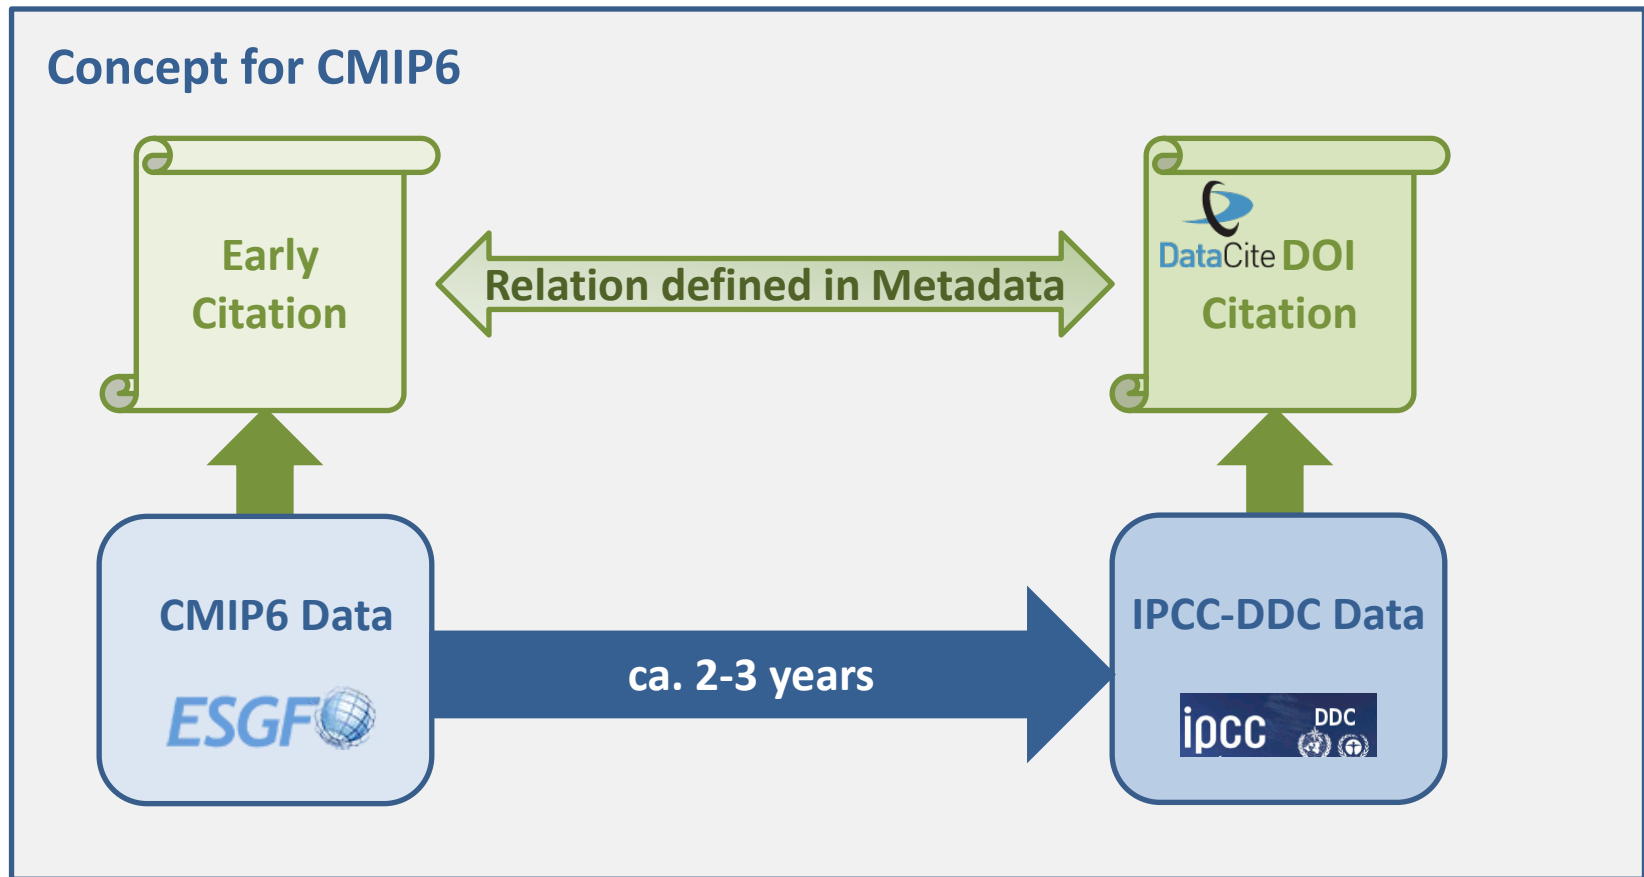 Concept for CMIP6
Early
Citation
Relation defined in Metadata
DataCite DOI
Citation
CMIP6 Data
ESGF
ca. 2-3 years
IPCC-DDC Data
ipcc DDC